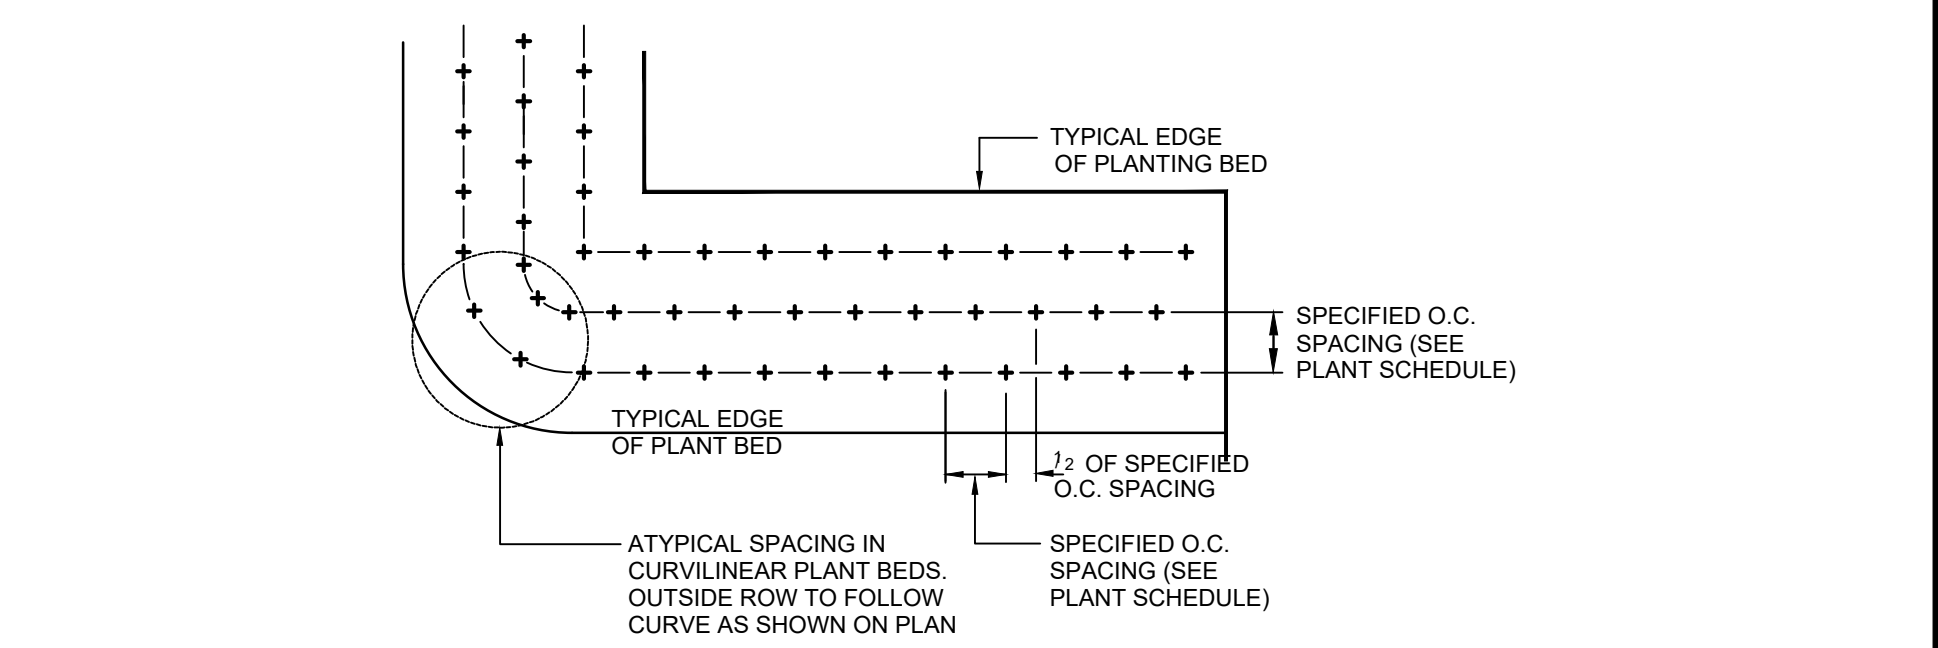 TYPICAL EDGE
OF PLANTING BED
SPECIFIED O.C.
SPACING (SEE
PLANT SCHEDULE)
TYPICAL EDGE
OF PLANT BED
1/2 OF SPECIFIED
O.C. SPACING
ATYPICAL SPACING IN
CURVILINEAR PLANT BEDS.
OUTSIDE ROW TO FOLLOW
CURVE AS SHOWN ON PLAN
SPECIFIED O.C.
SPACING (SEE
PLANT SCHEDULE)